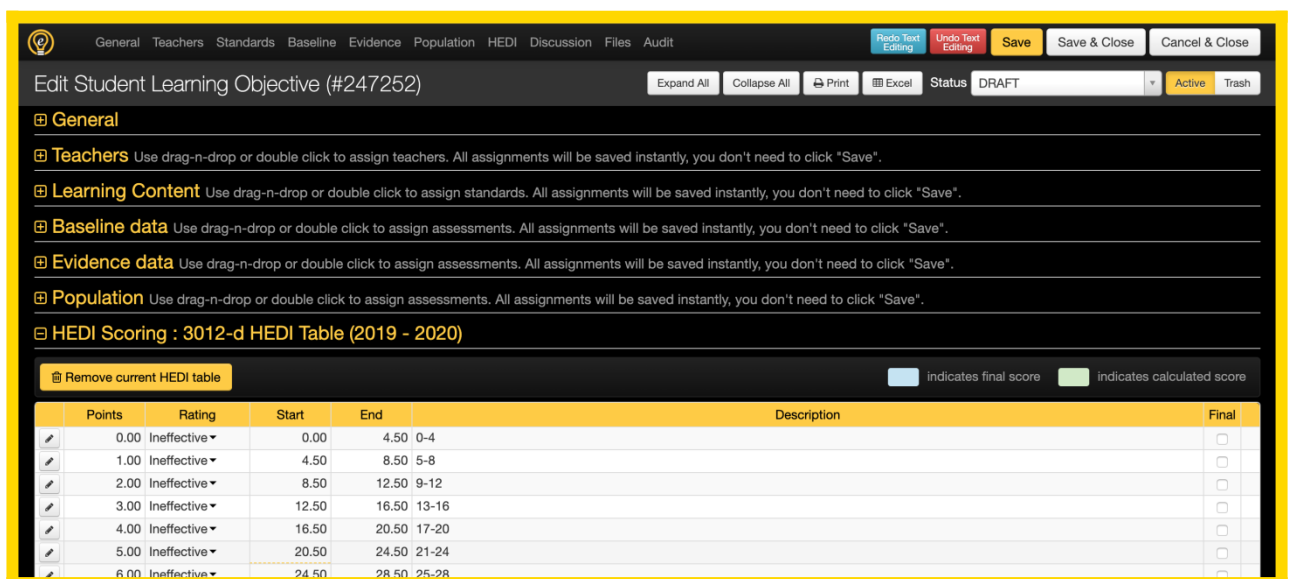 General Teachers Standards Baseline Evidence Population HEDI Discussion Files Audit Redo Text Editing Undo Text Editing Save Save & Close Cancel & Close
Edit Student Learning Objective (#247252) Expand All Collapse All Print Excel Status DRAFT Active Trash
General
Teachers Use drag-n-drop or double click to assign teachers. All assignments will be saved instantly, you don't need to click "Save".
Learning Content Use drag-n-drop or double click to assign standards. All assignments will be saved instantly, you don't need to click "Save".
Baseline data Use drag-n-drop or double click to assign assessments. All assignments will be saved instantly, you don't need to click "Save".
Evidence data Use drag-n-drop or double click to assign assessments. All assignments will be saved instantly, you don't need to click "Save".
Population Use drag-n-drop or double click to assign assessments. All assignments will be saved instantly, you don't need to click "Save".
HEDI Scoring : 3012-d HEDI Table (2019 - 2020)
Remove current HEDI table indicates final score indicates calculated score
Points Rating Start End Description Final
0.00 Ineffective 0.00 4.50 0-4
1.00 Ineffective 4.50 8.50 5-8
2.00 Ineffective 8.50 12.50 9-12
3.00 Ineffective 12.50 16.50 13-16
4.00 Ineffective 16.50 20.50 17-20
5.00 Ineffective 20.50 24.50 21-24
6.00 Ineffective 24.50 28.50 25-28